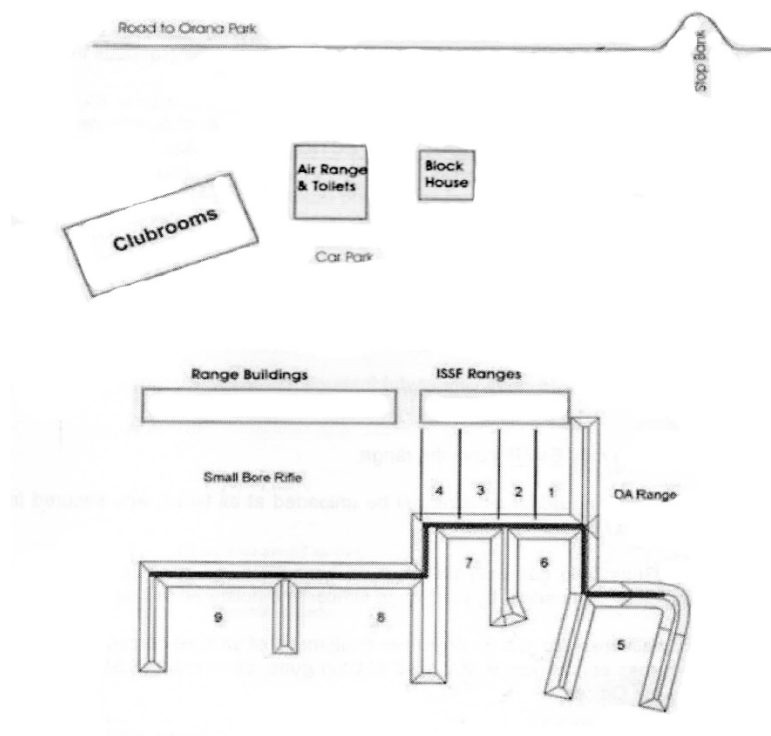 Road to Orana Park
Stop Bank
Air Range
& Toilets
Block
House
Clubrooms
Car Park
Range Buildings
ISSF Ranges
Small Bore Rifle
4
3
2
1
DA Range
7
6
9
8
5